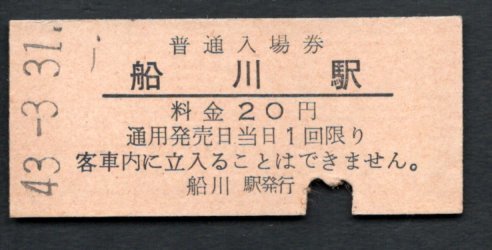 43-3.31.
普通入場券
船川駅
料金20円
通用発売日当日1回限り
客車内に立入ることはできません。
船川 駅発行